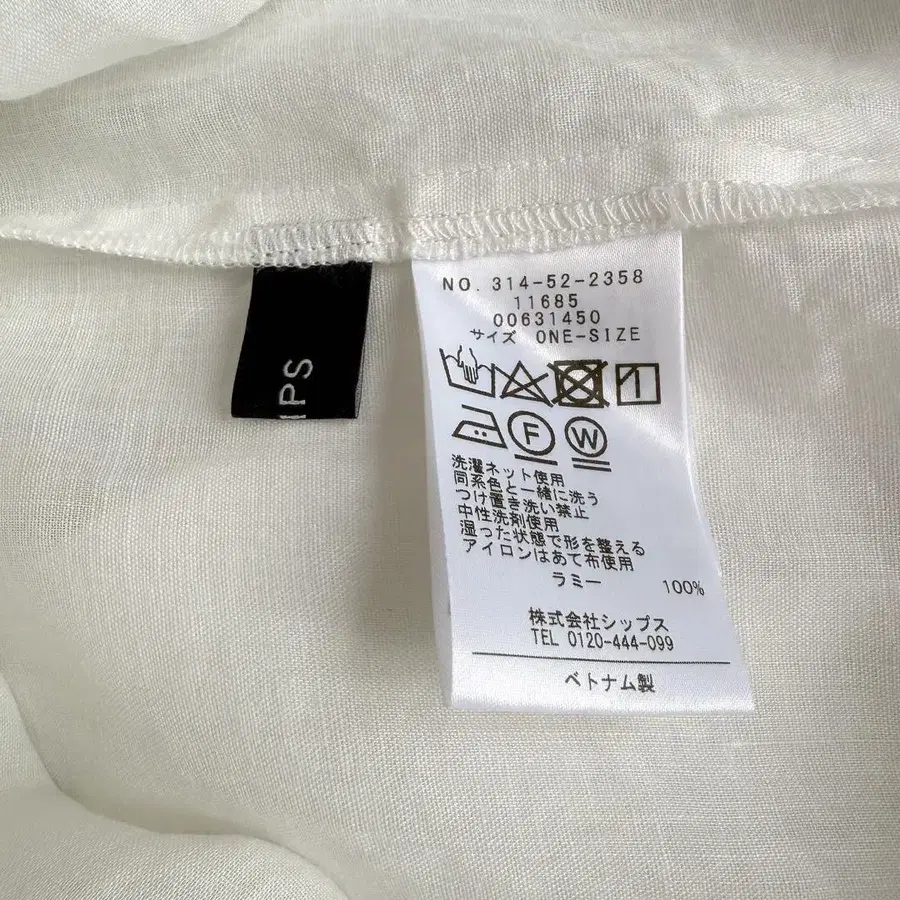 NO. 314-52-2358
11685
00631450
サイズ ONE-SIZE
F W
洗濯ネット使用
同系色と一緒に洗う
つけ置き洗い禁止
中性洗剤使用
湿った状態で形を整える
アイロンはあて布使用
ラミー 100%
株式会社シップス
TEL 0120-444-099
ベトナム製
IPS